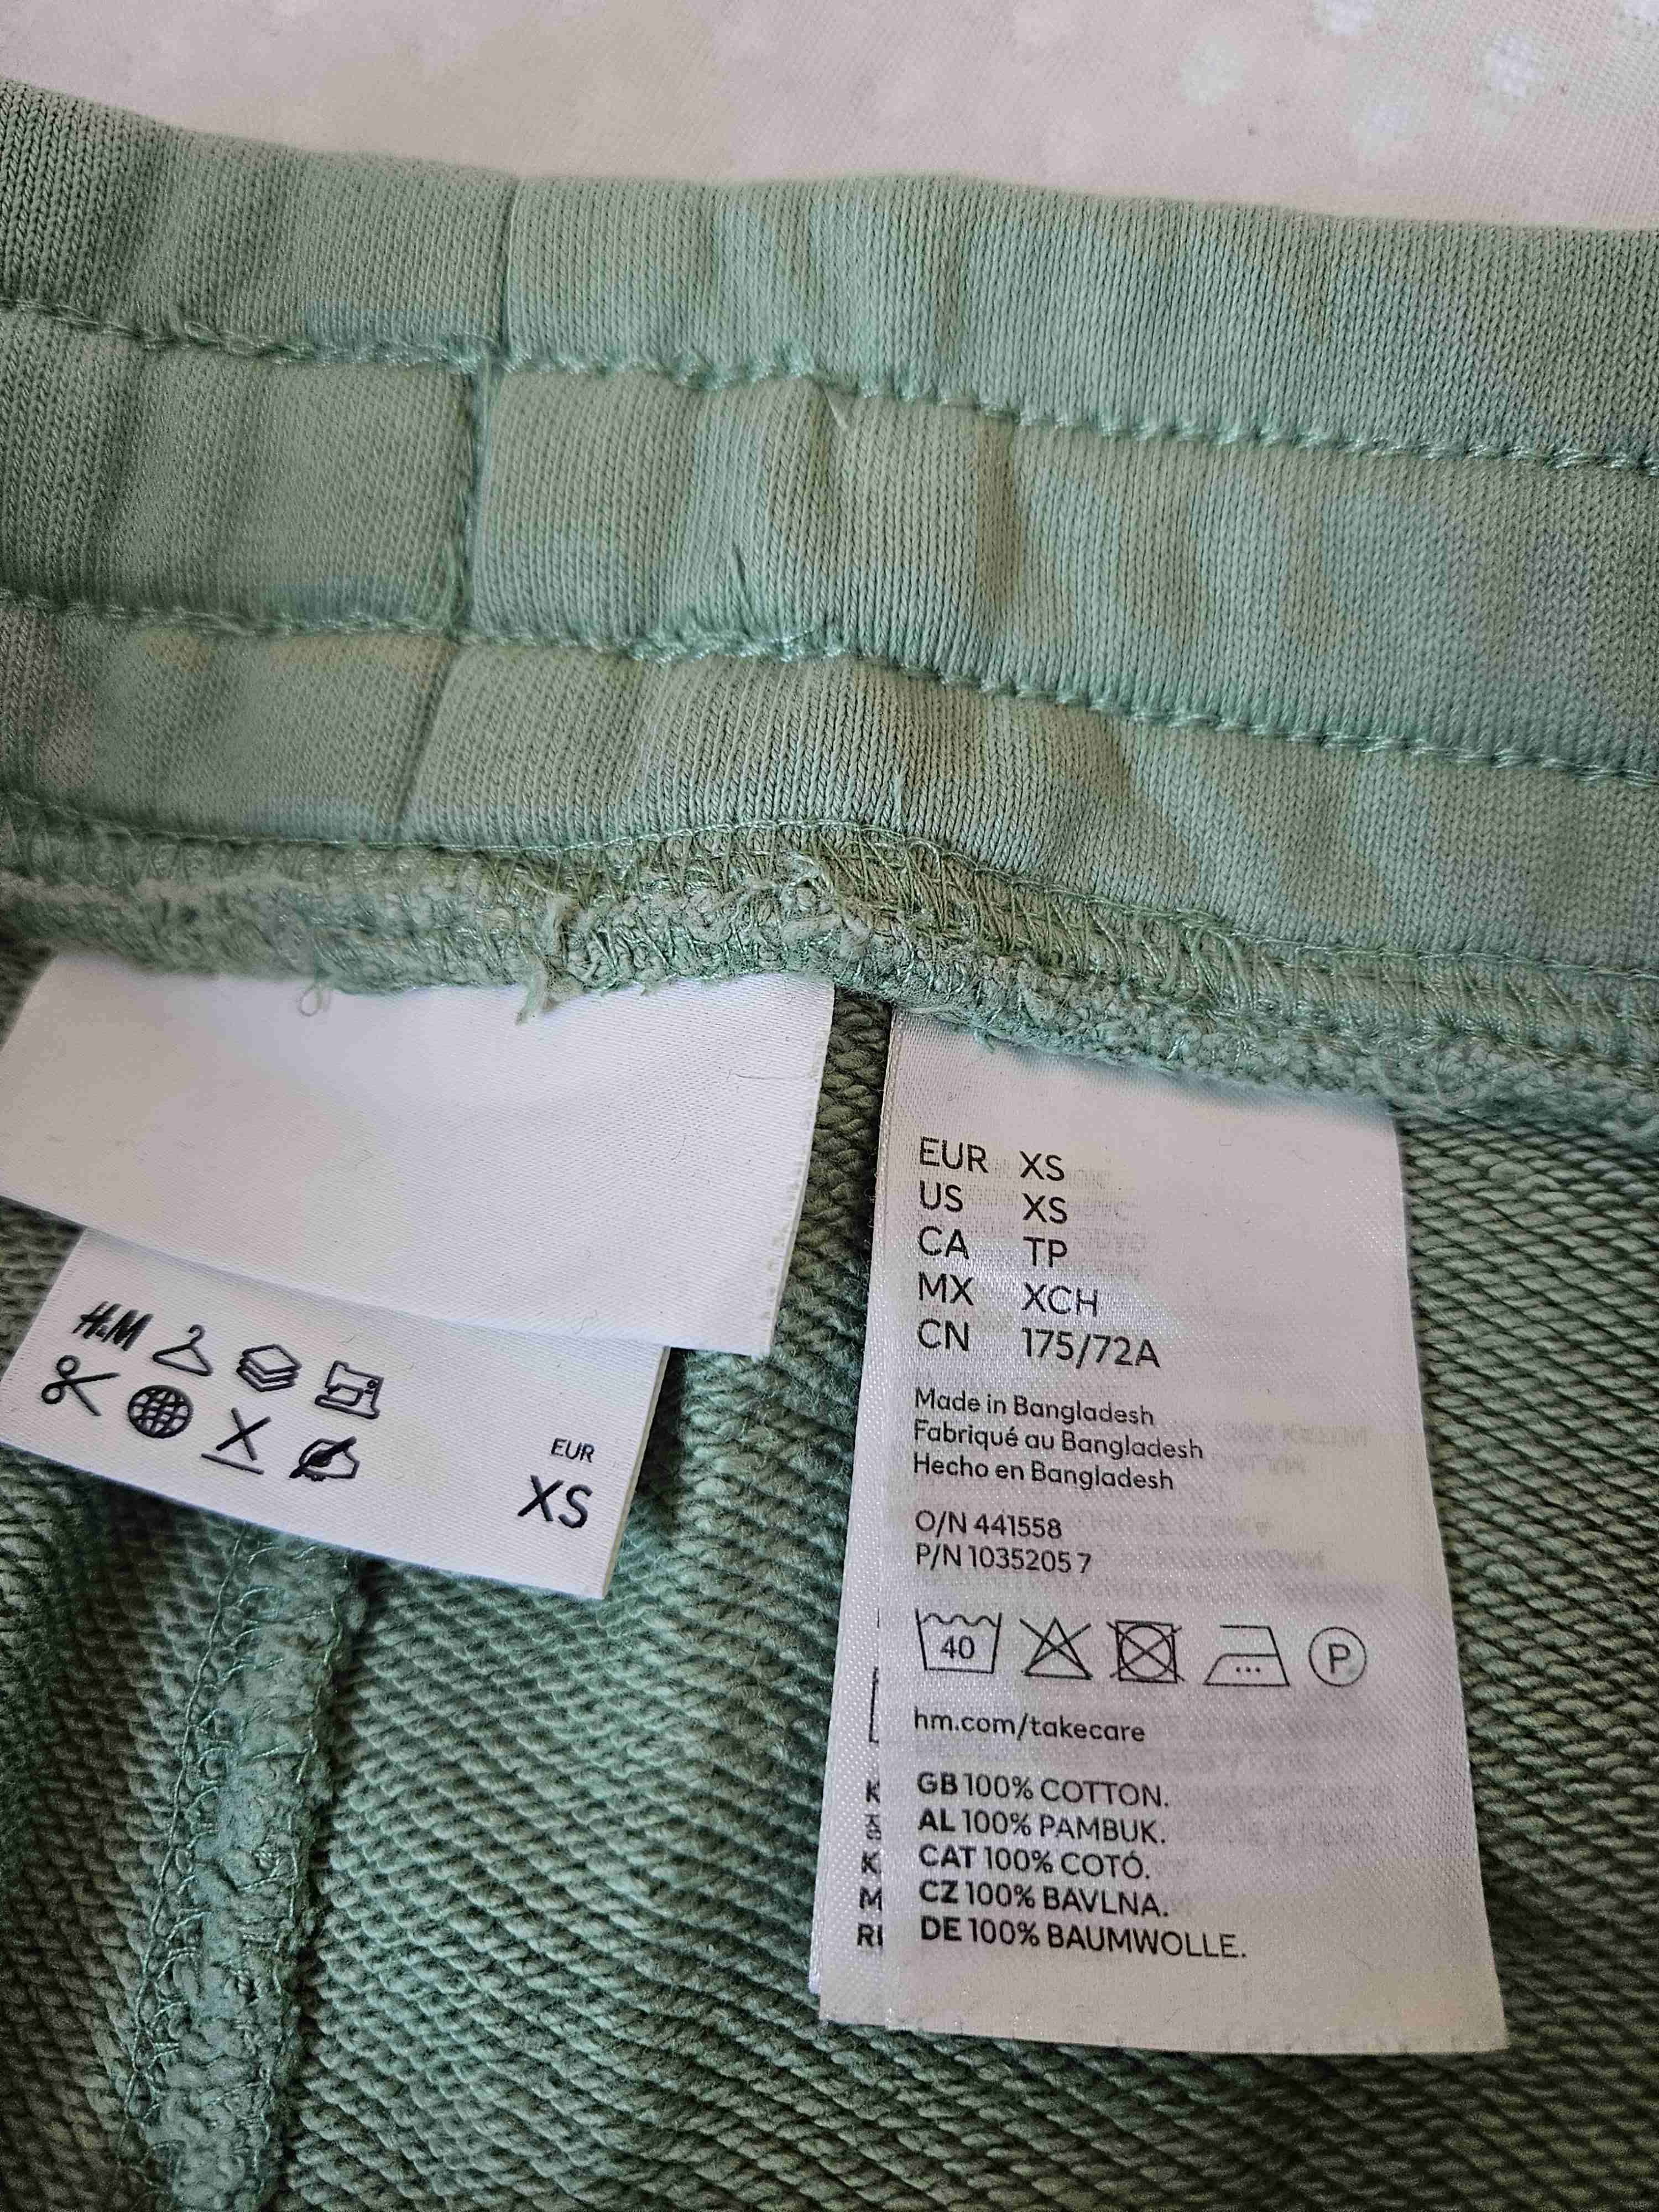 H&M
EUR
XS
EUR XS
US XS
CA TP
MX XCH
CN 175/72A
Made in Bangladesh
Fabriqué au Bangladesh
Hecho en Bangladesh
O/N 441558
P/N 1035205 7
40
P
hm.com/takecare
GB 100% COTTON.
AL 100% PAMBUK.
CAT 100% COTÓ.
CZ 100% BAVLNA.
DE 100% BAUMWOLLE.